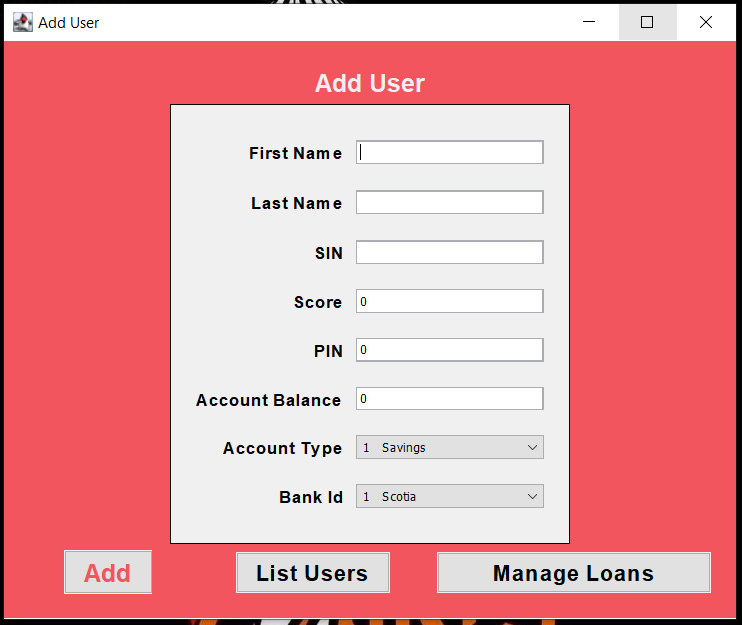 Add User
Add User
First Name
Last Name
SIN
Score 0
PIN 0
Account Balance 0
Account Type 1 Savings
Bank Id 1 Scotia
Add List Users Manage Loans